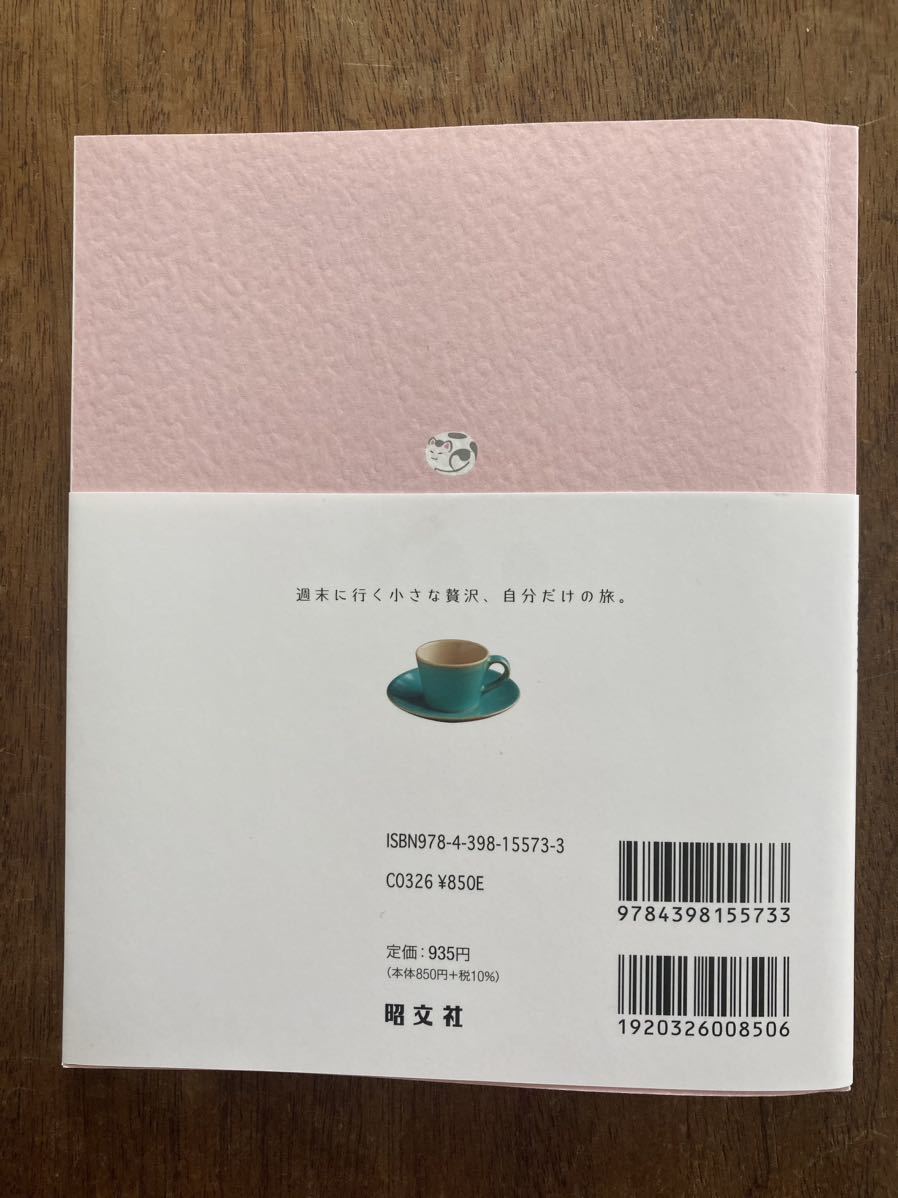 週末に行く小さな贅沢、自分だけの旅。
ISBN978-4-398-15573-3
C0326 ¥850E
9784398155733
定価：935円
（本体850円+税10%）
昭文社
1920326008506